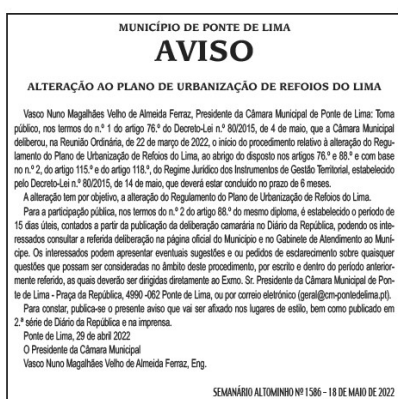 MUNICÍPIO DE PONTE DE LIMA
AVISO
ALTERAÇÃO AO PLANO DE URBANIZAÇÃO DE REFOIOS DO LIMA
Vasco Nuno Magalhães Velho de Almeida Ferraz, Presidente da Câmara Municipal de Ponte de Lima: Torna
público, nos termos do n.º 1 do artigo 76.º do Decreto-Lei n.º 80/2015, de 4 de maio, que a Câmara Municipal
deliberou, na Reunião Ordinária, de 22 de março de 2022, o início do procedimento relativo à alteração do Regu-
lamento do Plano de Urbanização de Refoios do Lima, ao abrigo do disposto nos artigos 76.º e 88.º e com base
no n.º 2, do artigo 115.º e do artigo 118.º, do Regime Jurídico dos Instrumentos de Gestão Territorial, estabelecido
pelo Decreto-Lei n.º 80/2015, de 14 de maio, que deverá estar concluído no prazo de 6 meses.
A alteração tem por objetivo, a alteração do Regulamento do Plano de Urbanização de Refoios do Lima.
Para a participação pública, nos termos do n.º 2 do artigo 88.º do mesmo diploma, é estabelecido o período de
15 dias úteis, contados a partir da publicação da deliberação camarária no Diário da República, podendo os inte-
ressados consultar a referida deliberação na página oficial do Município e no Gabinete de Atendimento ao Muní-
cipe. Os interessados podem apresentar eventuais sugestões e ou pedidos de esclarecimento sobre quaisquer
questões que possam ser consideradas no âmbito deste procedimento, por escrito e dentro do período anterior-
mente referido, as quais deverão ser dirigidas diretamente ao Exmo. Sr. Presidente da Câmara Municipal de Pon-
te de Lima - Praça da República, 4990 -062 Ponte de Lima, ou por correio eletrónico (geral@cm-pontedelima.pt).
Para constar, publica-se o presente aviso que vai ser afixado nos lugares de estilo, bem como publicado em
2.ª série de Diário da República e na imprensa.
Ponte de Lima, 29 de abril 2022
O Presidente da Câmara Municipal
Vasco Nuno Magalhães Velho de Almeida Ferraz, Eng.
SEMANÁRIO ALTOMINHO Nº 1586 – 18 DE MAIO DE 2022